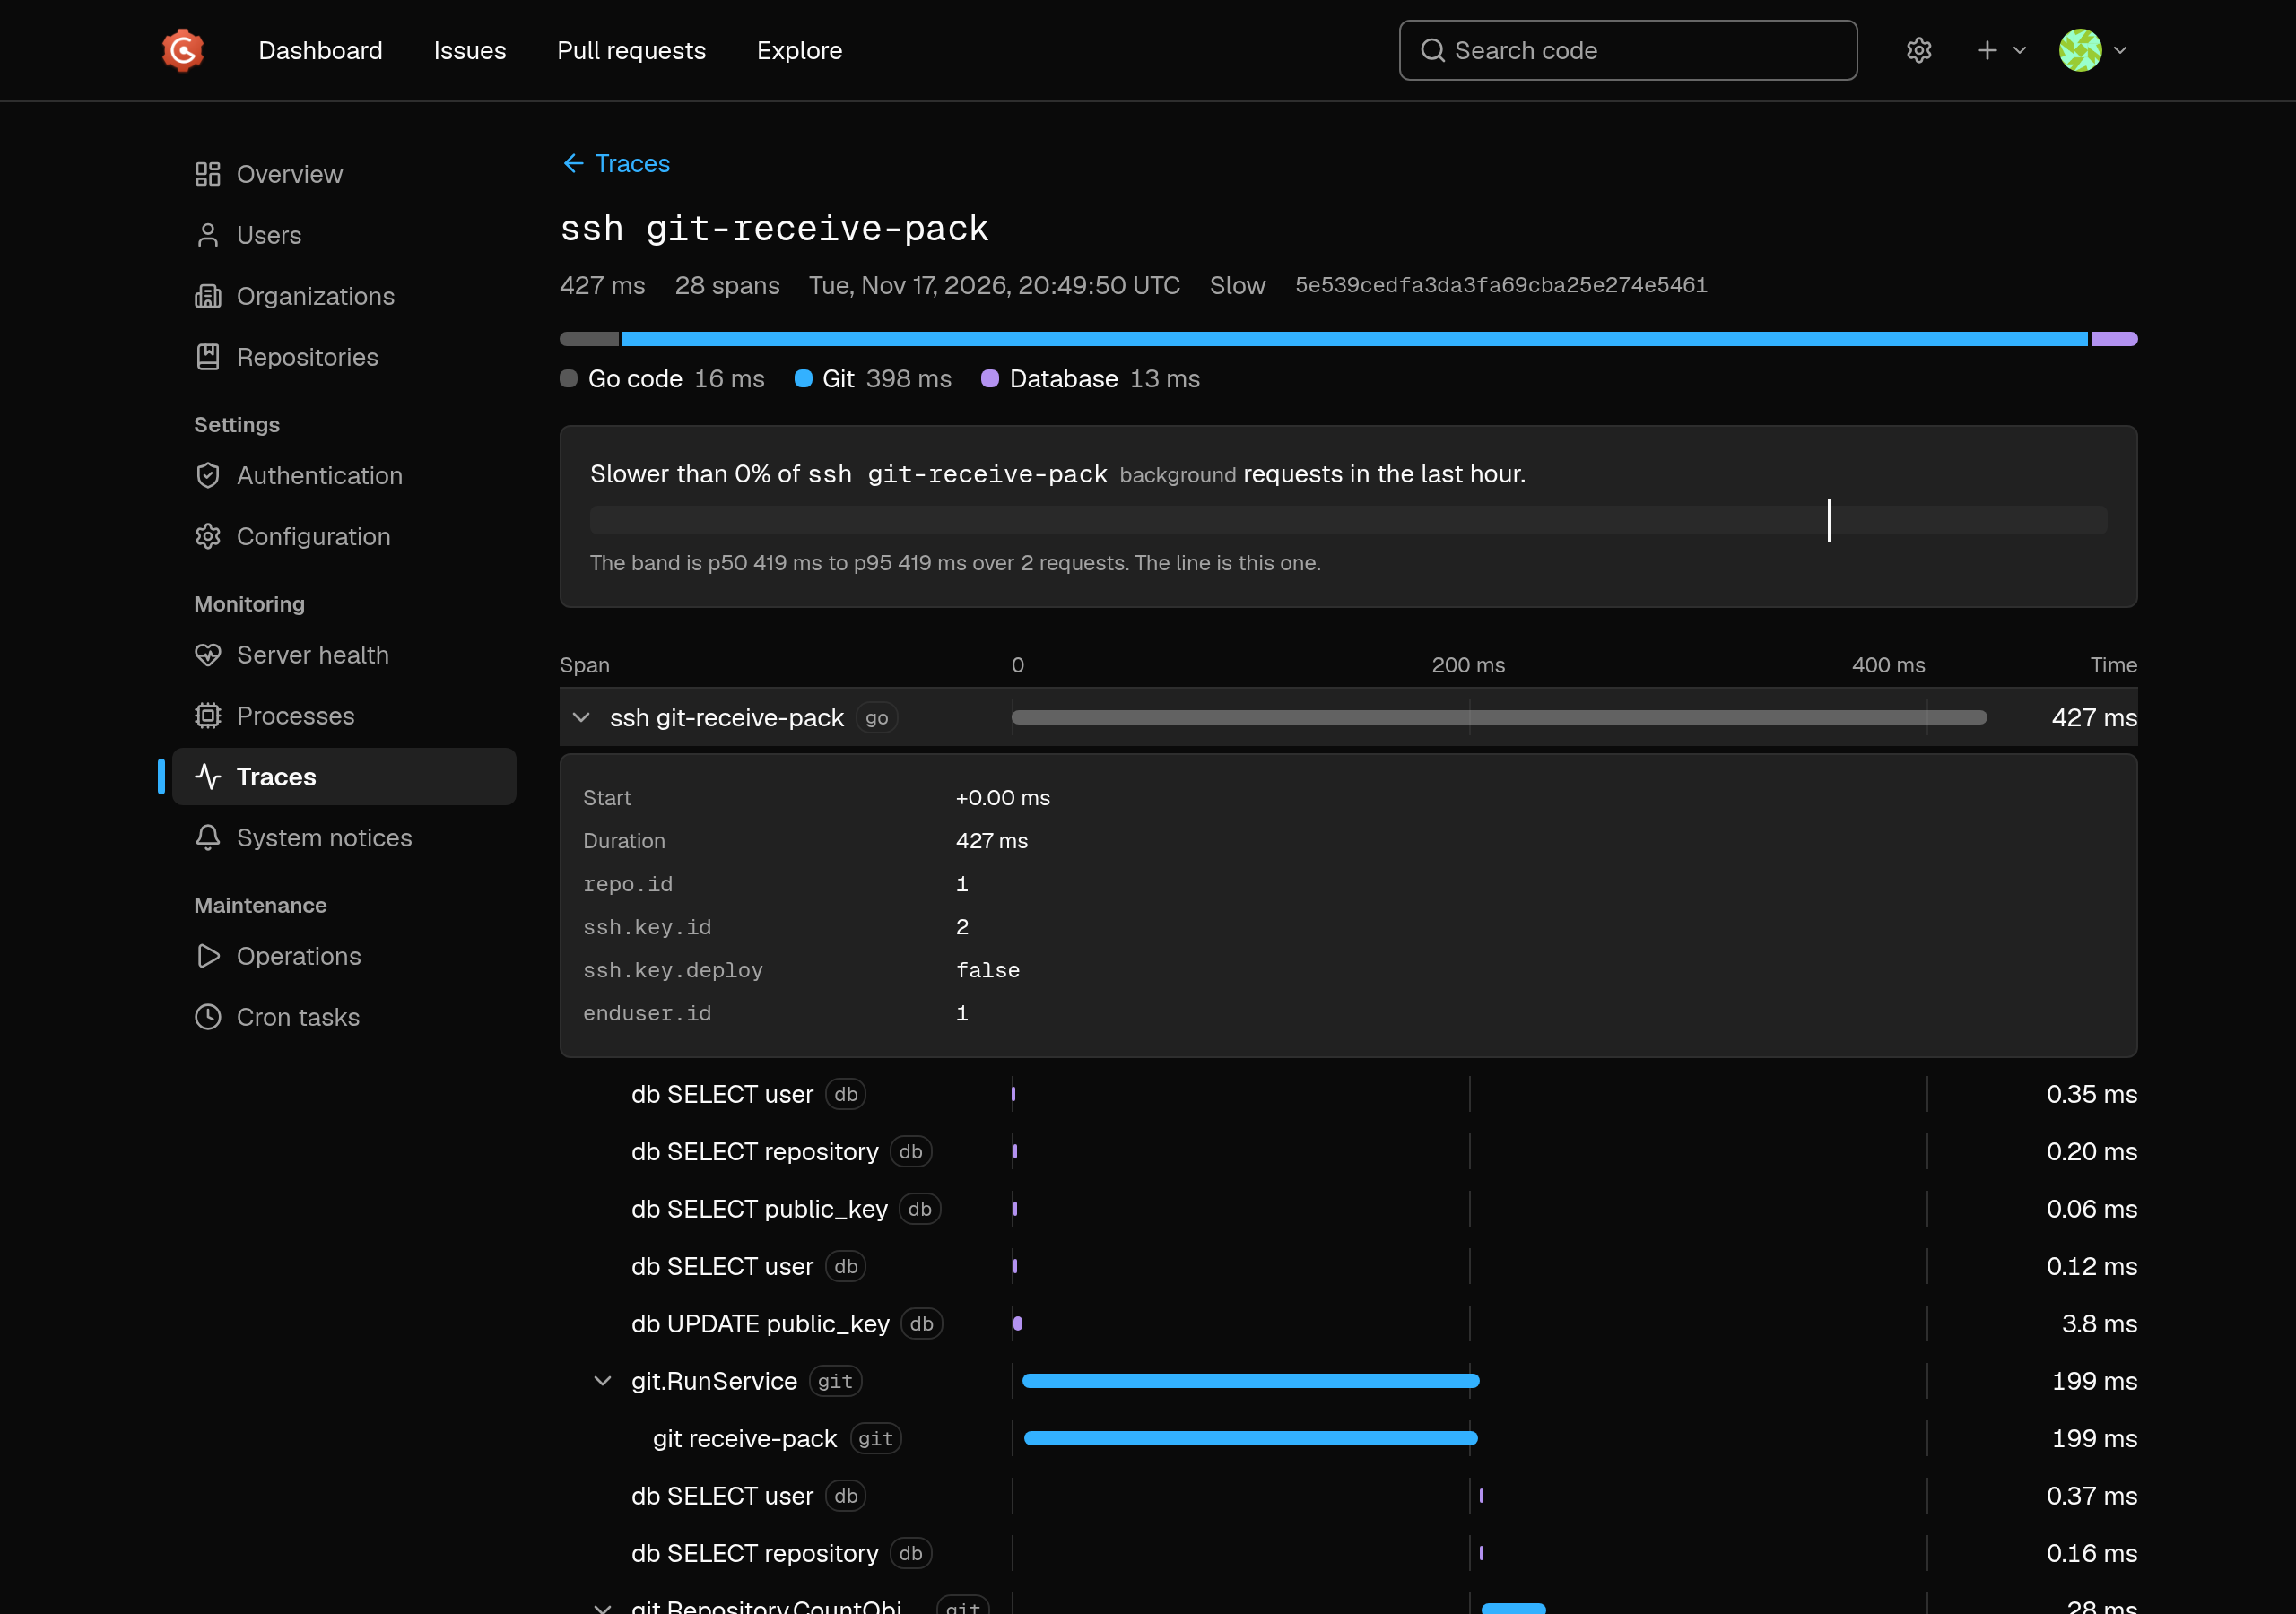 Dashboard Issues Pull requests Explore Search code
Overview
Users
Organizations
Repositories
Settings
Authentication
Configuration
Monitoring
Server health
Processes
Traces
System notices
Maintenance
Operations
Cron tasks
Traces
ssh git-receive-pack
427 ms 28 spans Tue, Nov 17, 2026, 20:49:50 UTC Slow 5e539cedfa3da3fa69cba25e274e5461
Go code 16 ms Git 398 ms Database 13 ms
Slower than 0% of ssh git-receive-pack background requests in the last hour.
The band is p50 419 ms to p95 419 ms over 2 requests. The line is this one.
Span 0 200 ms 400 ms Time
ssh git-receive-pack go 427 ms
Start +0.00 ms
Duration 427 ms
repo.id 1
ssh.key.id 2
ssh.key.deploy false
enduser.id 1
db SELECT user db 0.35 ms
db SELECT repository db 0.20 ms
db SELECT public_key db 0.06 ms
db SELECT user db 0.12 ms
db UPDATE public_key db 3.8 ms
git.RunService git 199 ms
git receive-pack git 199 ms
db SELECT user db 0.37 ms
db SELECT repository db 0.16 ms
git.Repository.CountObj... git 28 ms